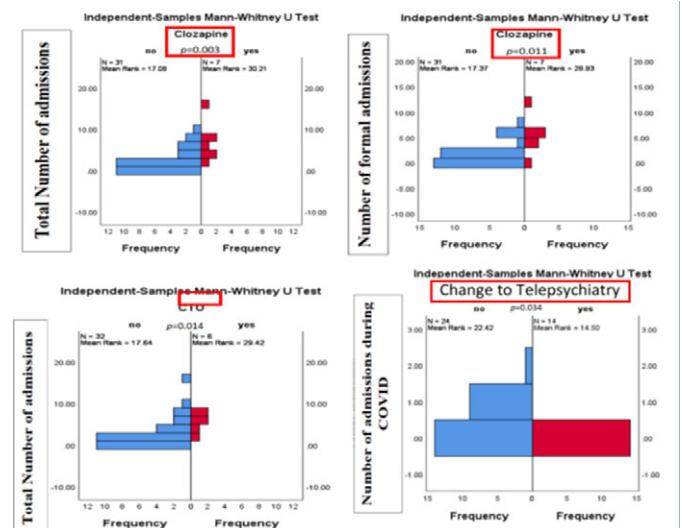 Independent-Samples Mann-Whitney U Test
Clozapine
p=0.003
no yes
N = 31
Mean Rank = 17.08
N = 7
Mean Rank = 30.21
Total Number of admissions
20.00 20.00
10.00 10.00
.00 .00
-10.00 -10.00
12 10 8 6 4 2 0 2 4 6 8 10 12
Frequency Frequency
Independent-Samples Mann-Whitney U Test
Clozapine
p=0.011
no yes
N = 31
Mean Rank = 17.37
N = 7
Mean Rank = 28.93
Number of formal admissions
20.00 20.00
15.00 15.00
10.00 10.00
5.00 5.00
.00 .00
-5.00 -5.00
-10.00 -10.00
15 10 5 0 5 10 15
Frequency Frequency
Independent-Samples Mann-Whitney U Test
CTO
p=0.014
no yes
N = 32
Mean Rank = 17.64
N = 6
Mean Rank = 29.42
Total Number of admissions
20.00 20.00
10.00 10.00
.00 .00
-10.00 -10.00
12 10 8 6 4 2 0 2 4 6 8 10 12
Frequency Frequency
Independent-Samples Mann-Whitney U Test
Change to Telepsychiatry
p=0.034
no yes
N = 24
Mean Rank = 22.42
N = 14
Mean Rank = 14.50
Number of admissions during
COVID
3.00 3.00
2.00 2.00
1.00 1.00
.00 .00
-1.00 -1.00
15 10 5 0 5 10 15
Frequency Frequency